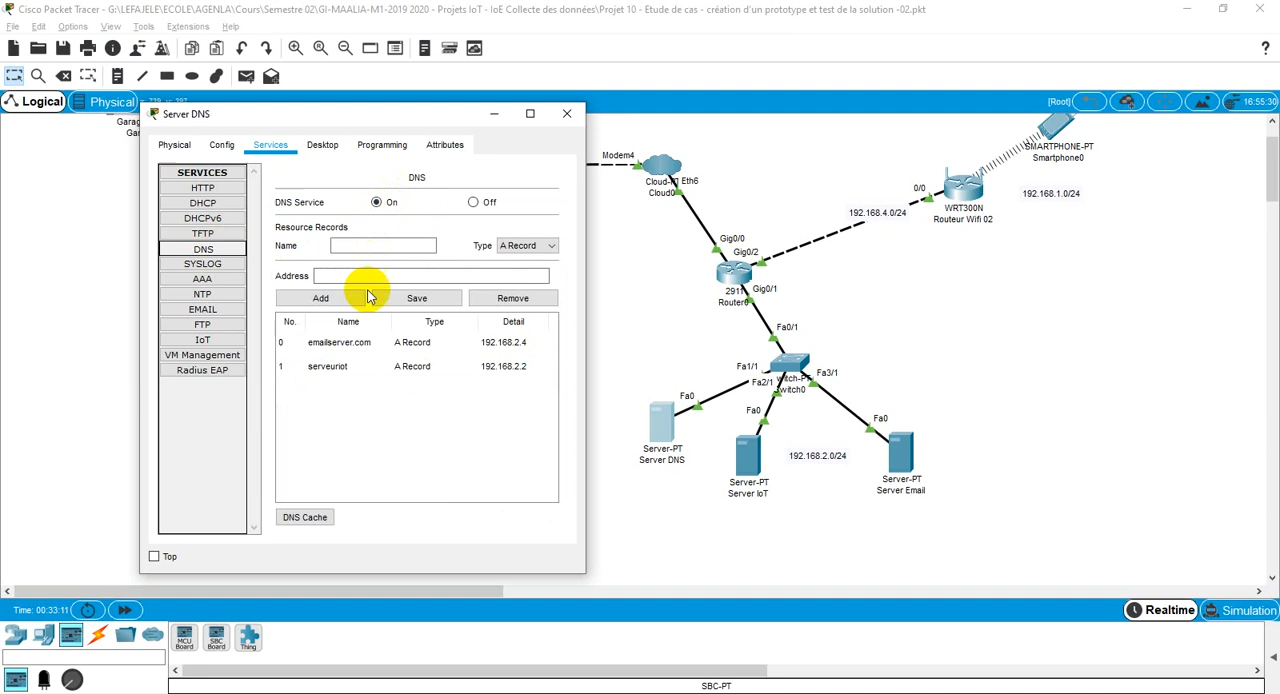 Cisco Packet Tracer - G:\LEFAJELE\ECOLE\AGENLA\Cours\Semestre 02\GI-MAALIA-M1-2019 2020 - Projets IoT - IoE Collecte des données\Projet 10 - Etude de cas - création d'un prototype et test de la solution -02.pkt
File Edit Options View Tools Extensions Help
Logical Physical
[Root] 16:55:30
Server DNS
Physical Config Services Desktop Programming Attributes
SERVICES
HTTP
DHCP
DHCPv6
TFTP
DNS
SYSLOG
AAA
NTP
EMAIL
FTP
IoT
VM Management
Radius EAP
DNS
DNS Service On Off
Resource Records
Name Type A Record
Address
Add Save Remove
No. Name Type Detail
0 emailserver.com A Record 192.168.2.4
1 serveuriot A Record 192.168.2.2
DNS Cache
Top
Garag
Gar
Modem4
Cloud-PT Eth6
Cloud0
SMARTPHONE-PT
Smartphone0
0/0
WRT300N
Routeur Wifi 02
192.168.1.0/24
192.168.4.0/24
Gig0/0
Gig0/2
2911
Router6
Gig0/1
Fa0/1
Fa1/1
witch-PT
witch0
Fa2/1
Fa3/1
Fa0
Server-PT
Server DNS
Fa0
Server-PT
Server IoT
192.168.2.0/24
Fa0
Server-PT
Server Email
Time: 00:33:11
Realtime Simulation
MCU
Board
SBC
Board
Thing
SBC-PT